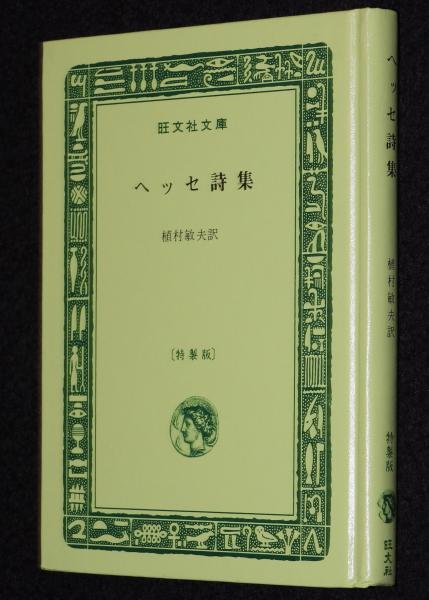 旺文社文庫
ヘッセ詩集
植村敏夫訳
〔特製版〕
ヘッセ詩集
植村敏夫訳
特製版
旺文社